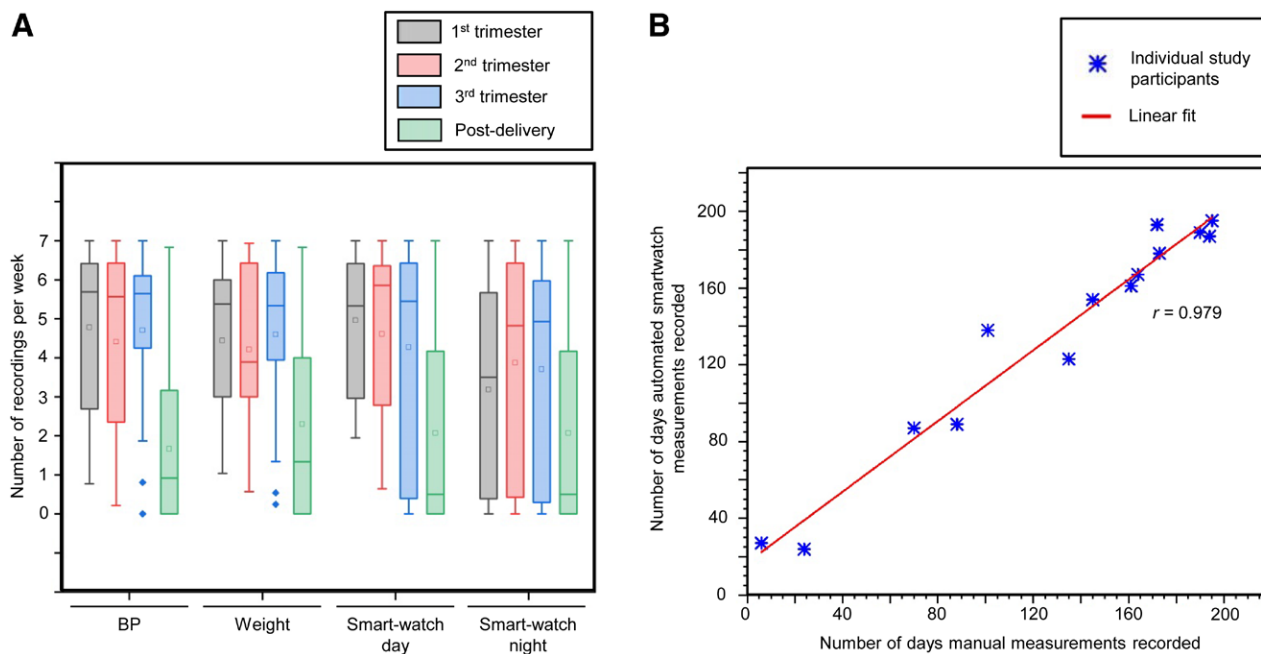 A
1st trimester
2nd trimester
3rd trimester
Post-delivery
Number of recordings per week
7
6
5
4
3
2
1
0
BP
Weight
Smart-watch
day
Smart-watch
night
B
Individual study
participants
Linear fit
Number of days automated smartwatch
measurements recorded
200
160
120
80
40
0
r = 0.979
0
40
80
120
160
200
Number of days manual measurements recorded